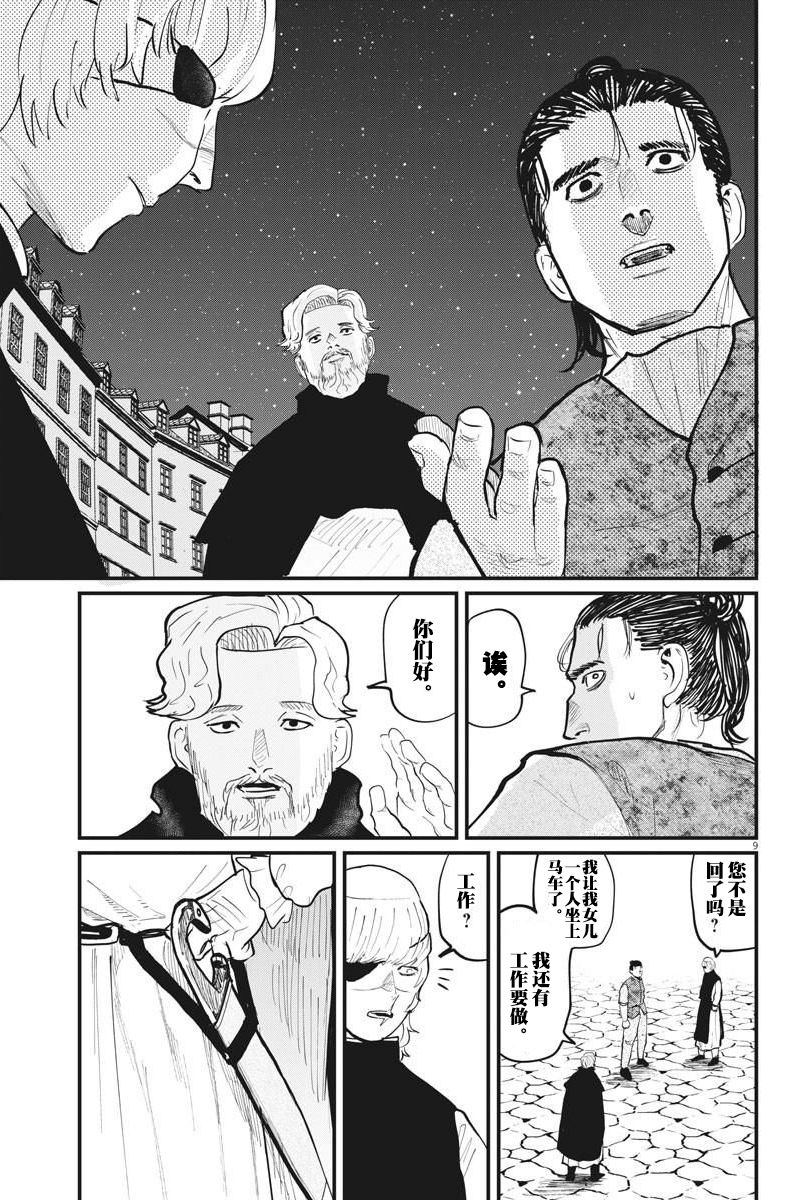 诶。
你们好。
9
您不是
回了吗？
我让我女儿
一个人坐上
马车了。
我还有
工作要做。
工作？